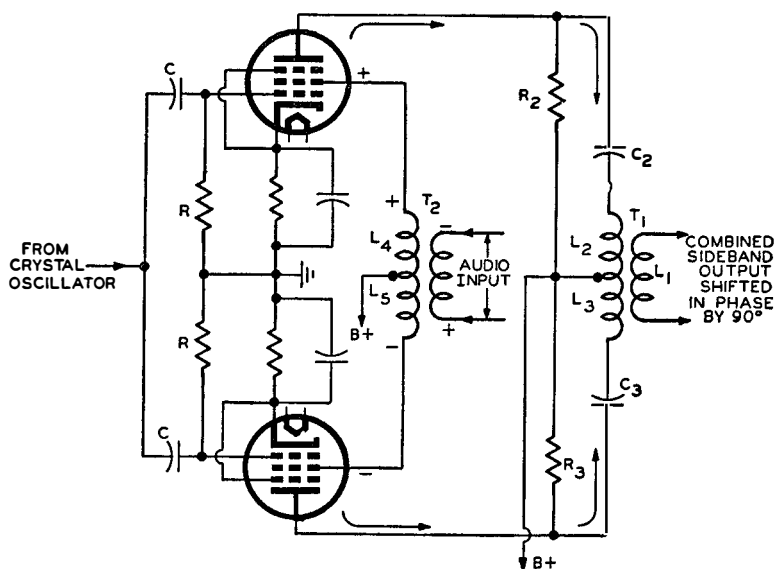 C
+
R2
C2
R
+
T2
-
L4
T1
L2
FROM
CRYSTAL
OSCILLATOR
AUDIO
INPUT
L1
COMBINED
SIDEBAND
OUTPUT
SHIFTED
IN PHASE
BY 90°
L5
B+
L3
+
-
R
C
-
C3
R3
B+